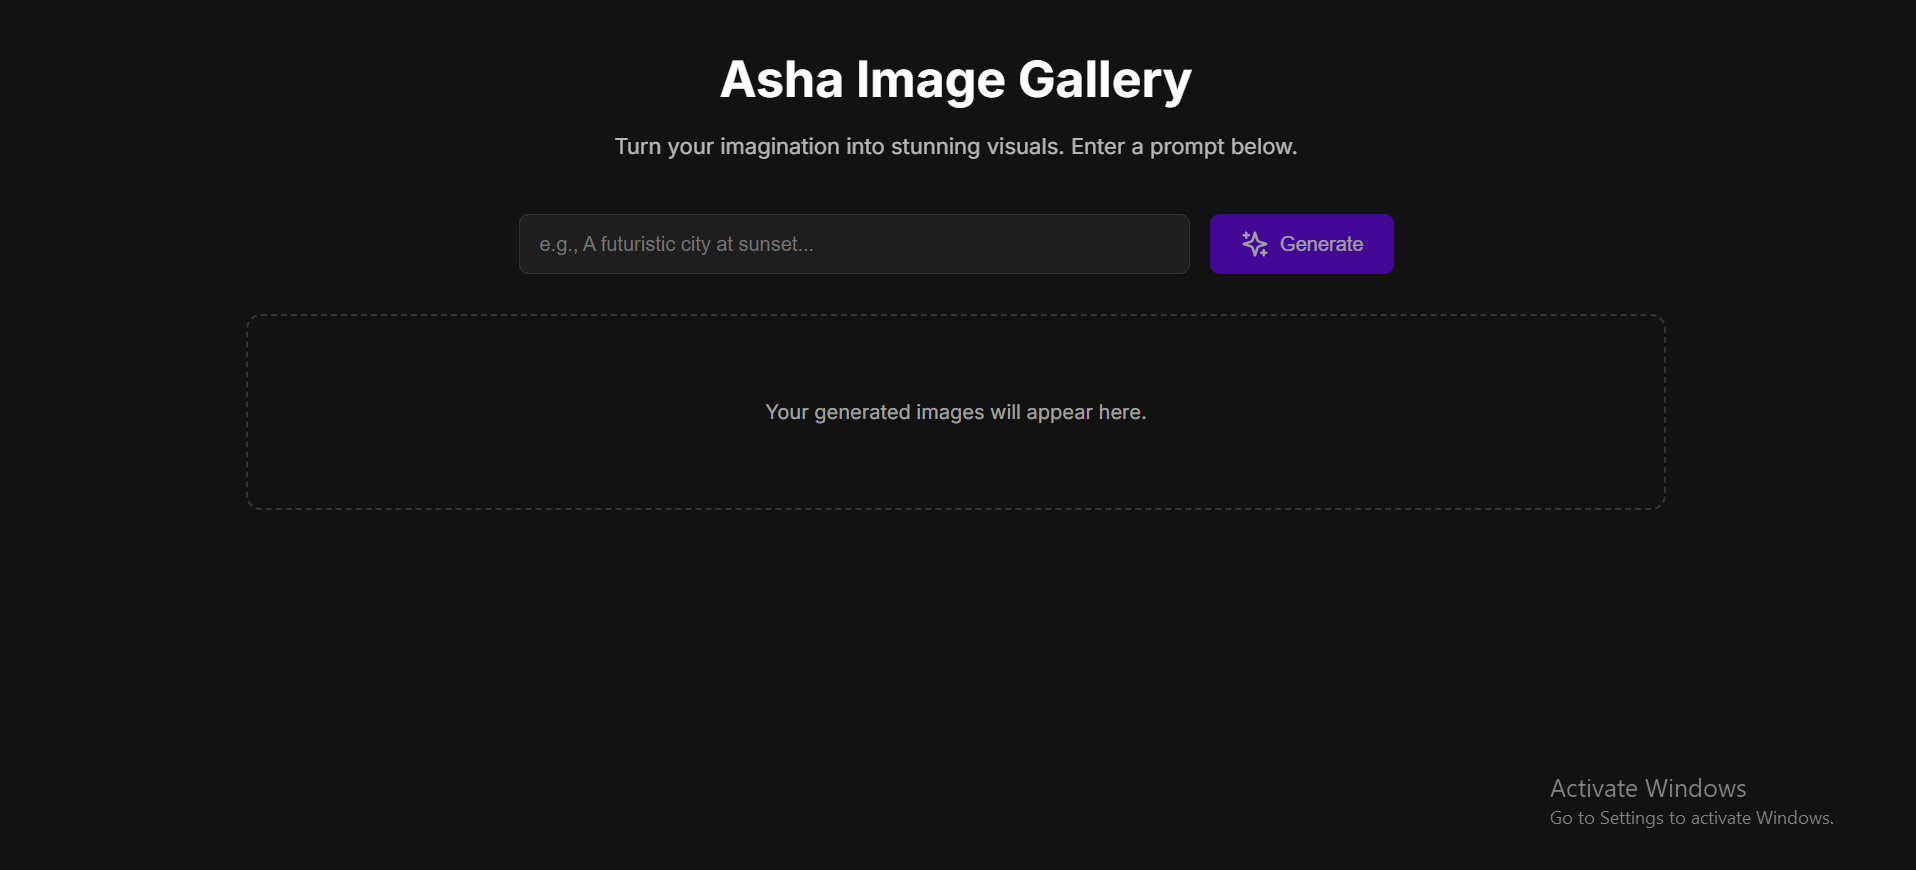 Asha Image Gallery
Turn your imagination into stunning visuals. Enter a prompt below.
e.g., A futuristic city at sunset...
Generate
Your generated images will appear here.
Activate Windows
Go to Settings to activate Windows.